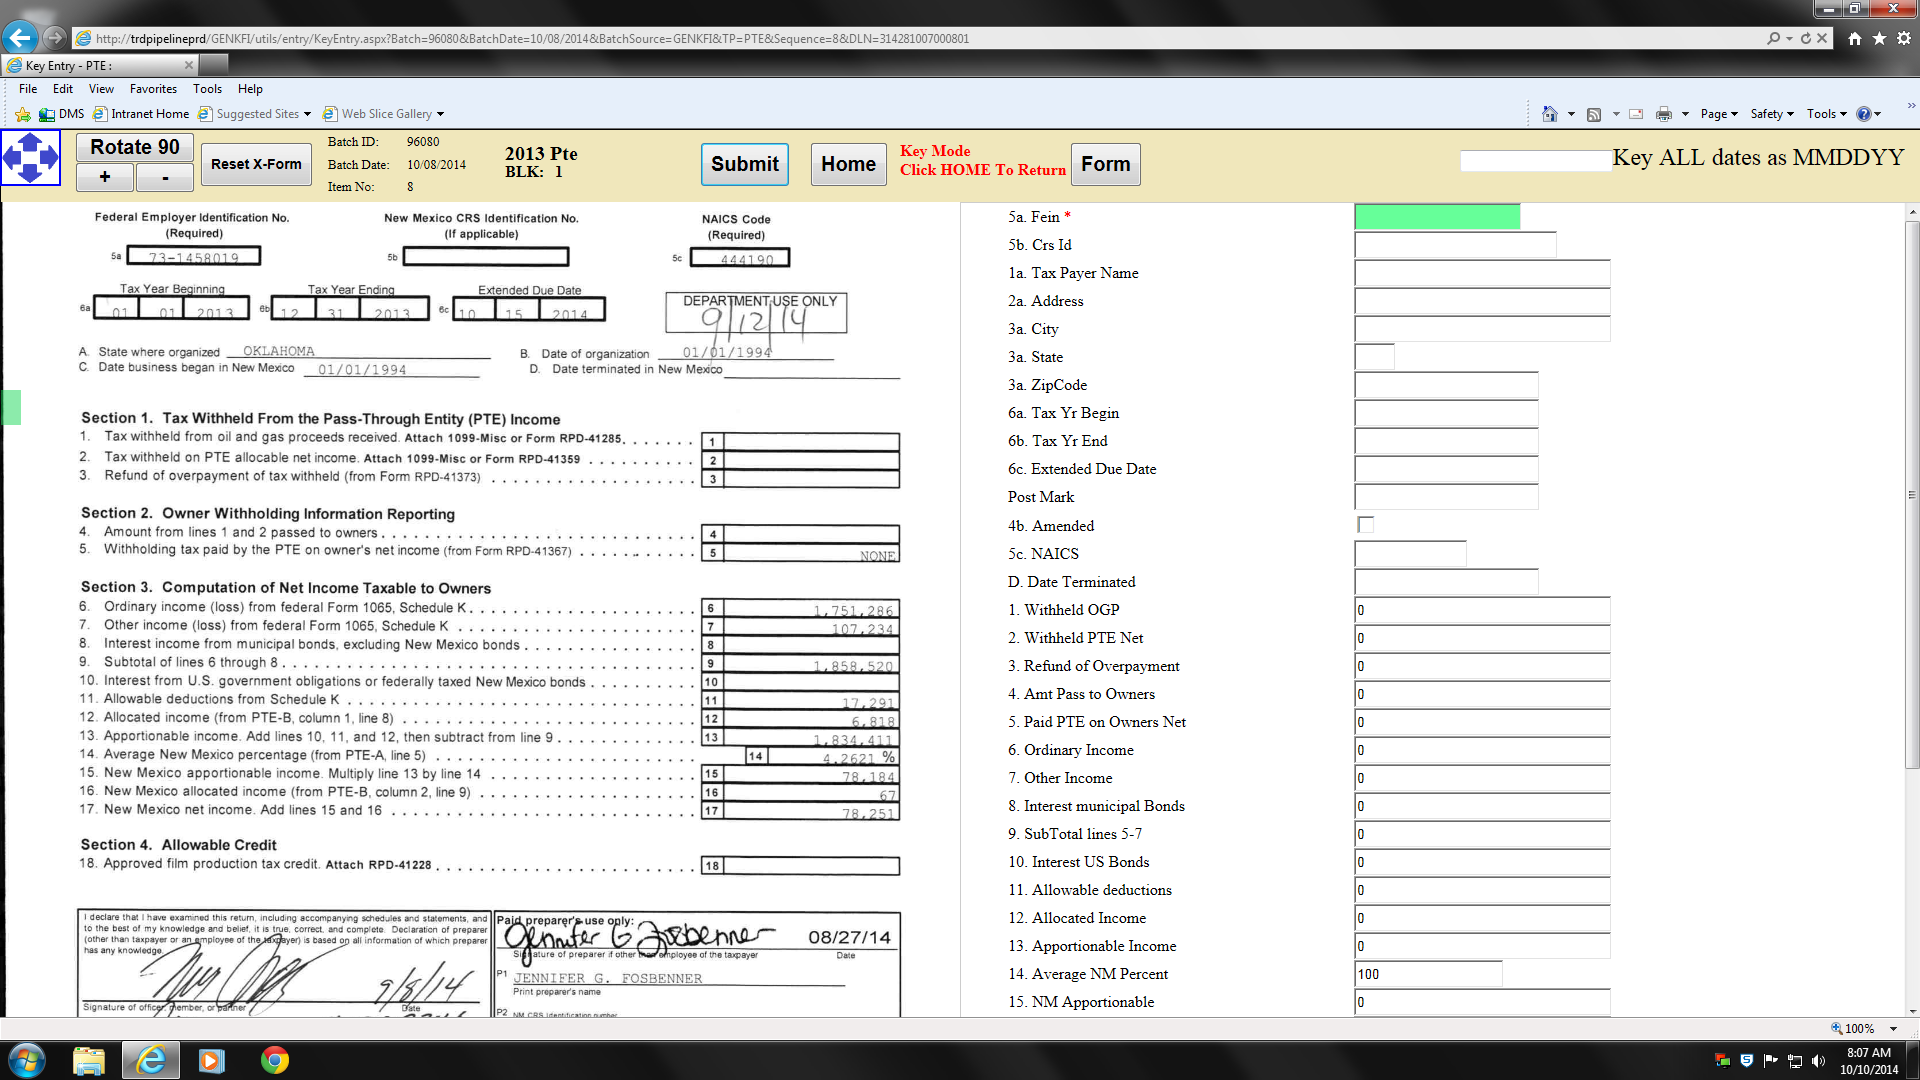 http://trdpipelineprd/GENKFI/utils/entry/KeyEntry.aspx?Batch=96080&BatchDate=10/08/2014&BatchSource=GENKFI&TP=PTE&Sequence=8&DLN=314281007000801
Key Entry - PTE :
File Edit View Favorites Tools Help
DMS Intranet Home Suggested Sites Web Slice Gallery
Page Safety Tools
Rotate 90
+ -
Reset X-Form
Batch ID: 96080
Batch Date: 10/08/2014
Item No: 8
2013 Pte
BLK: 1
Submit
Home
Key Mode
Click HOME To Return
Form
Key ALL dates as MMDDYY
Federal Employer Identification No. New Mexico CRS Identification No. NAICS Code
(Required) (If applicable) (Required)
5a 73-1458019 5b 5c 444190
Tax Year Beginning Tax Year Ending Extended Due Date
6a 01 01 2013 6b 12 31 2013 6c 10 15 2014
DEPARTMENT USE ONLY
9/12/14
A. State where organized OKLAHOMA B. Date of organization 01/01/1994
C. Date business began in New Mexico 01/01/1994 D. Date terminated in New Mexico
Section 1. Tax Withheld From the Pass-Through Entity (PTE) Income
1. Tax withheld from oil and gas proceeds received. Attach 1099-Misc or Form RPD-41285. 1
2. Tax withheld on PTE allocable net income. Attach 1099-Misc or Form RPD-41359 2
3. Refund of overpayment of tax withheld (from Form RPD-41373) 3
Section 2. Owner Withholding Information Reporting
4. Amount from lines 1 and 2 passed to owners 4
5. Withholding tax paid by the PTE on owner's net income (from Form RPD-41367) 5 NONE
Section 3. Computation of Net Income Taxable to Owners
6. Ordinary income (loss) from federal Form 1065, Schedule K 6 1,751,286
7. Other income (loss) from federal Form 1065, Schedule K 7 107,234
8. Interest income from municipal bonds, excluding New Mexico bonds 8
9. Subtotal of lines 6 through 8 9 1,858,520
10. Interest from U.S. government obligations or federally taxed New Mexico bonds 10
11. Allowable deductions from Schedule K 11 17,291
12. Allocated income (from PTE-B, column 1, line 8) 12 6,818
13. Apportionable income. Add lines 10, 11, and 12, then subtract from line 9 13 1,834,411
14. Average New Mexico percentage (from PTE-A, line 5) 14 4.2621 %
15. New Mexico apportionable income. Multiply line 13 by line 14 15 78,184
16. New Mexico allocated income (from PTE-B, column 2, line 9) 16 67
17. New Mexico net income. Add lines 15 and 16 17 78,251
Section 4. Allowable Credit
18. Approved film production tax credit. Attach RPD-41228 18
I declare that I have examined this return, including accompanying schedules and statements, and
to the best of my knowledge and belief, it is true, correct, and complete. Declaration of preparer
(other than taxpayer or an employee of the taxpayer) is based on all information of which preparer
has any knowledge.
9/8/14
Signature of officer, member, or partner Date
Paid preparer's use only:
Jennifer G Fosbenner 08/27/14
Signature of preparer if other than employee of the taxpayer Date
P1 JENNIFER G. FOSBENNER
Print preparer's name
P2 NM CRS Identification number
5a. Fein *
5b. Crs Id
1a. Tax Payer Name
2a. Address
3a. City
3a. State
3a. ZipCode
6a. Tax Yr Begin
6b. Tax Yr End
6c. Extended Due Date
Post Mark
4b. Amended
5c. NAICS
D. Date Terminated
1. Withheld OGP 0
2. Withheld PTE Net 0
3. Refund of Overpayment 0
4. Amt Pass to Owners 0
5. Paid PTE on Owners Net 0
6. Ordinary Income 0
7. Other Income 0
8. Interest municipal Bonds 0
9. SubTotal lines 5-7 0
10. Interest US Bonds 0
11. Allowable deductions 0
12. Allocated Income 0
13. Apportionable Income 0
14. Average NM Percent 100
15. NM Apportionable 0
100%
8:07 AM
10/10/2014